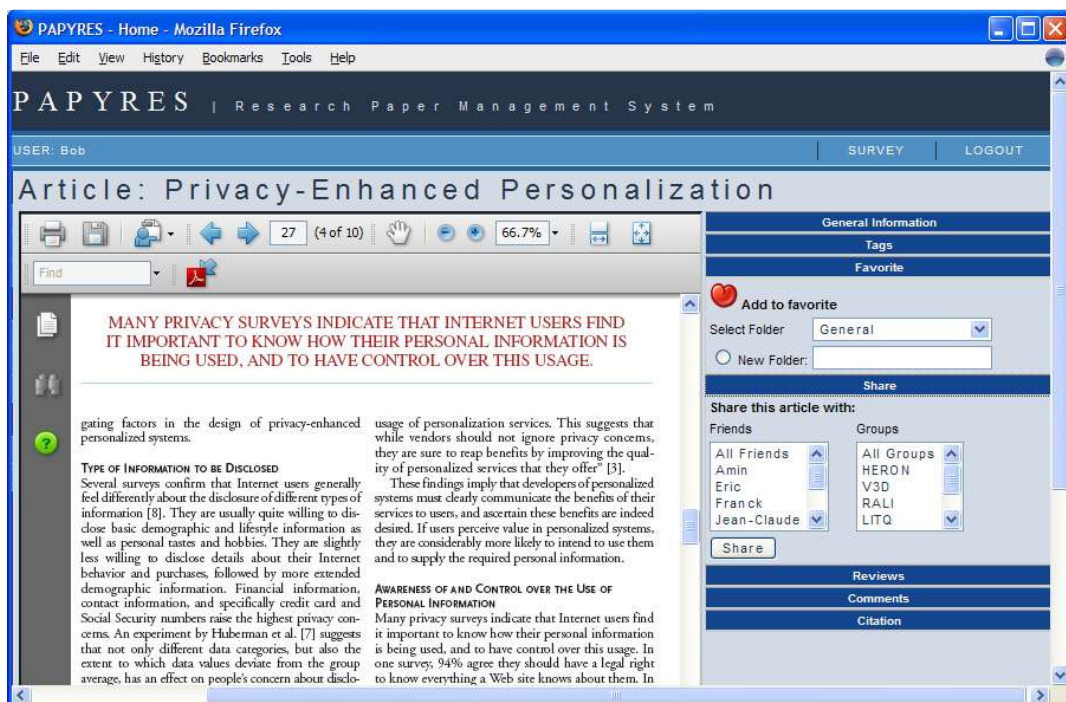 PAPYRES - Home - Mozilla Firefox
File Edit View History Bookmarks Tools Help
PAPYRES | Research Paper Management System
USER: Bob SURVEY LOGOUT
Article: Privacy-Enhanced Personalization
27 (4 of 10) 66.7%
Find
MANY PRIVACY SURVEYS INDICATE THAT INTERNET USERS FIND
IT IMPORTANT TO KNOW HOW THEIR PERSONAL INFORMATION IS
BEING USED, AND TO HAVE CONTROL OVER THIS USAGE.
gating factors in the design of privacy-enhanced
personalized systems.
TYPE OF INFORMATION TO BE DISCLOSED
Several surveys confirm that Internet users generally
feel differently about the disclosure of different types of
information [8]. They are usually quite willing to dis-
close basic demographic and lifestyle information as
well as personal tastes and hobbies. They are slightly
less willing to disclose details about their Internet
behavior and purchases, followed by more extended
demographic information. Financial information,
contact information, and specifically credit card and
Social Security numbers raise the highest privacy con-
cerns. An experiment by Huberman et al. [7] suggests
that not only different data categories, but also the
extent to which data values deviate from the group
average, has an effect on people's concern about disclo-
usage of personalization services. This suggests that
while vendors should not ignore privacy concerns,
they are sure to reap benefits by improving the qual-
ity of personalized services that they offer" [3].
These findings imply that developers of personalized
systems must clearly communicate the benefits of their
services to users, and ascertain these benefits are indeed
desired. If users perceive value in personalized systems,
they are considerably more likely to intend to use them
and to supply the required personal information.
AWARENESS OF AND CONTROL OVER THE USE OF
PERSONAL INFORMATION
Many privacy surveys indicate that Internet users find
it important to know how their personal information
is being used, and to have control over this usage. In
one survey, 94% agree they should have a legal right
to know everything a Web site knows about them. In
General Information
Tags
Favorite
Add to favorite
Select Folder General
New Folder:
Share
Share this article with:
Friends Groups
All Friends All Groups
Amin HERON
Eric V3D
Franck RALI
Jean-Claude LITQ
Share
Reviews
Comments
Citation